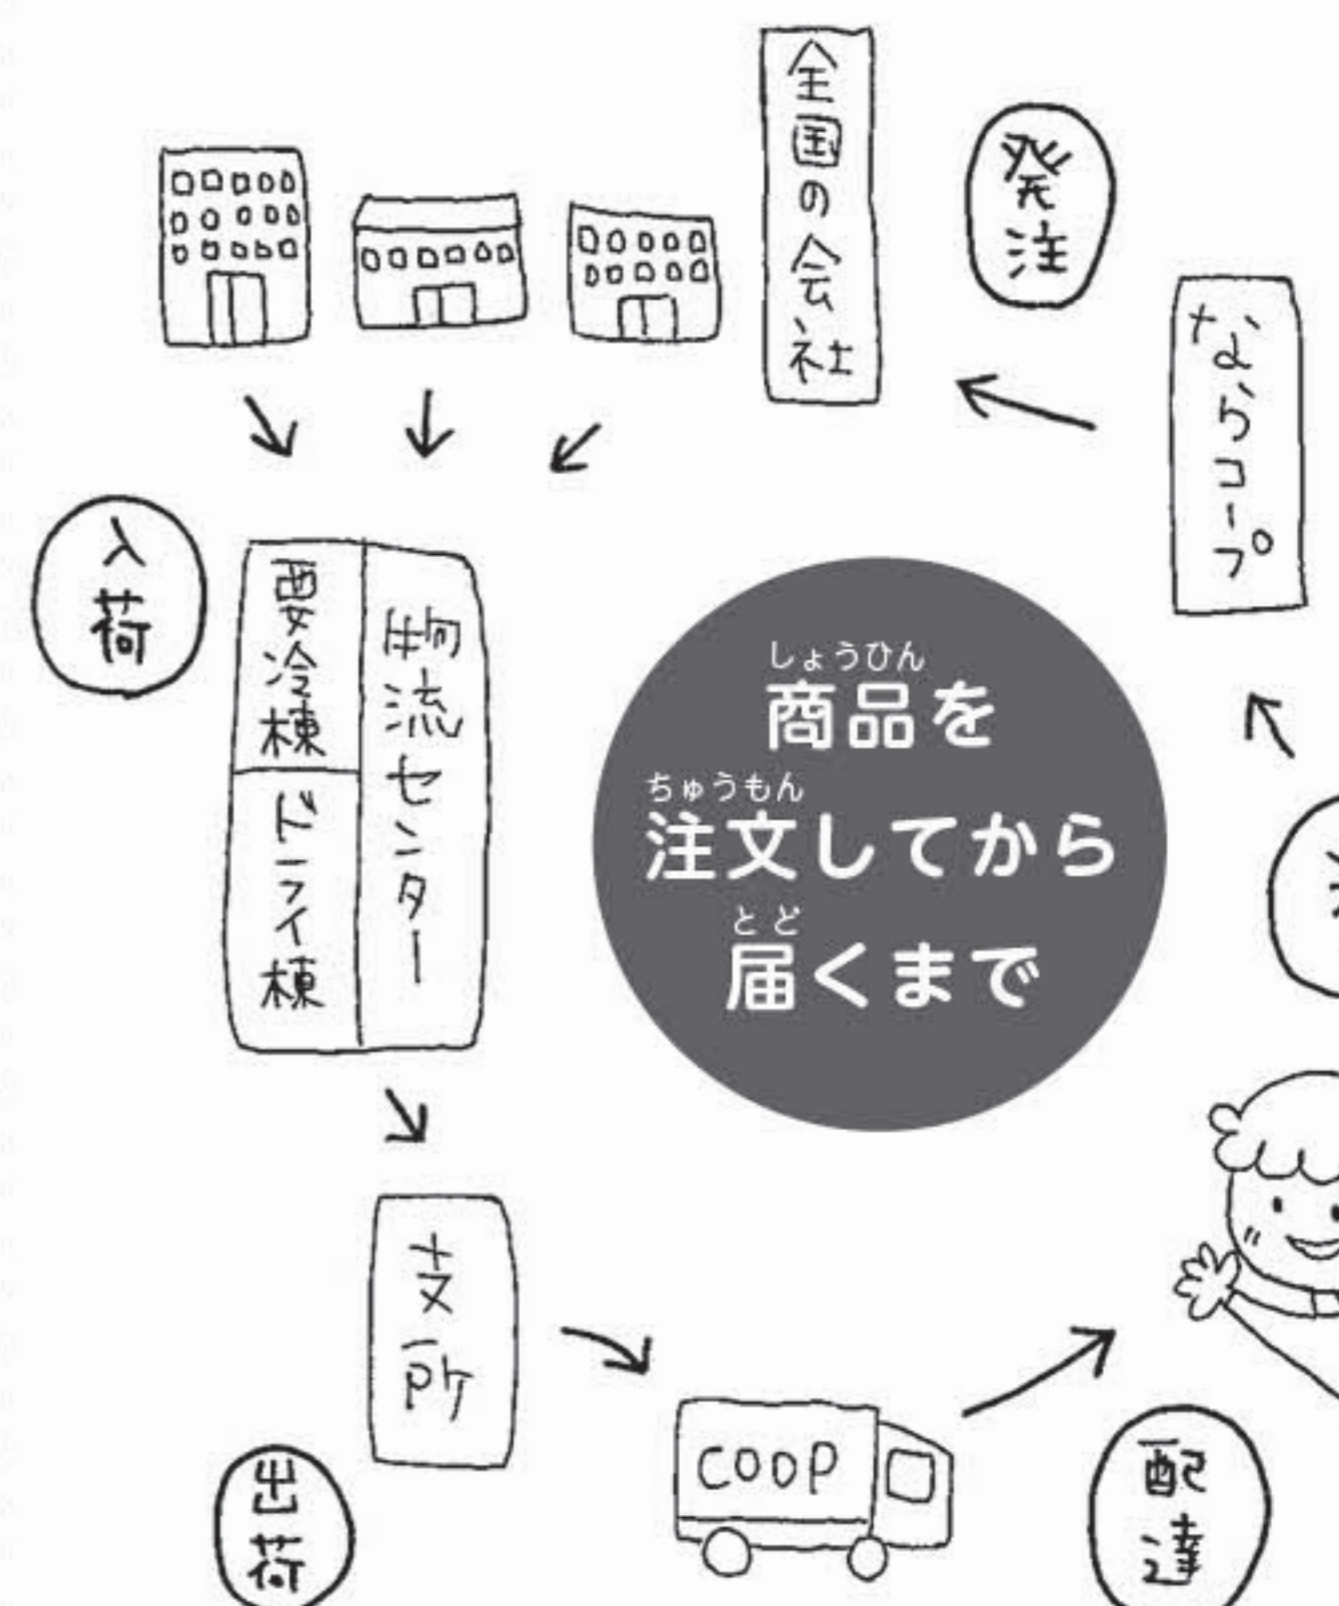 全国の会社
発注
ならコープ
入荷
要冷棟
ドライ棟
物流センター
しょうひん
商品を
ちゅうもん
注文してから
とど
届くまで
支所
出荷
COOP
配達